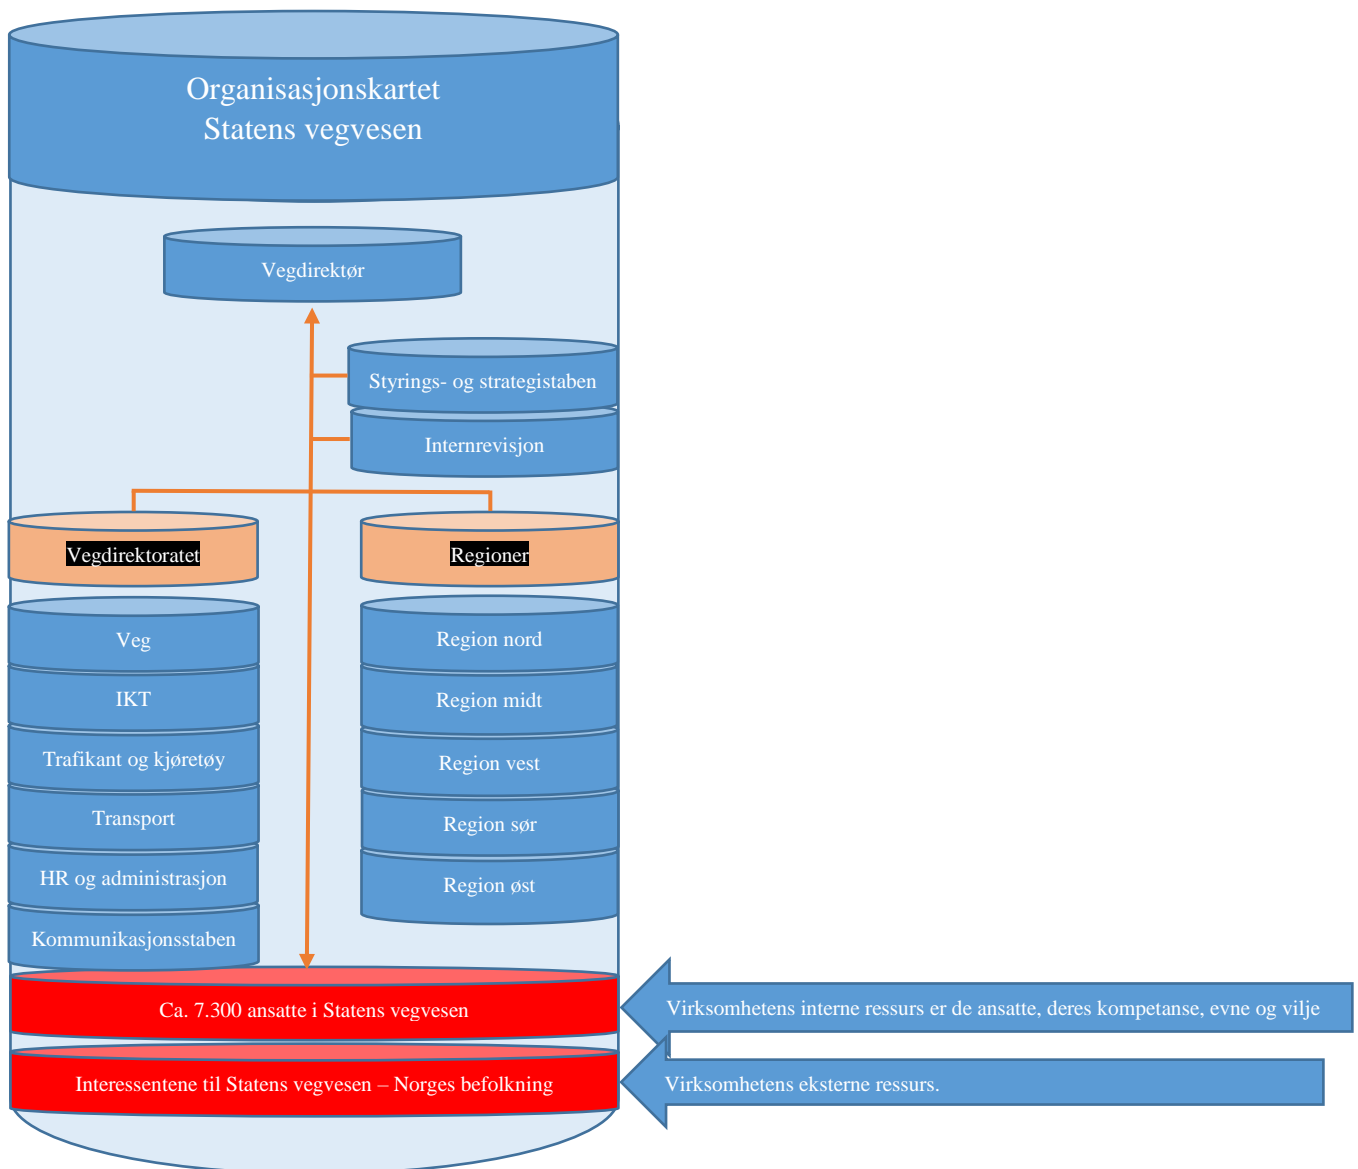 Organisasjonskartet
Statens vegvesen
Vegdirektør
Styrings- og strategistaben
Internrevisjon
Vegdirektoratet
Regioner
Veg
IKT
Trafikant og kjøretøy
Transport
HR og administrasjon
Kommunikasjonsstaben
Region nord
Region midt
Region vest
Region sør
Region øst
Ca. 7.300 ansatte i Statens vegvesen
Virksomhetens interne ressurs er de ansatte, deres kompetanse, evne og vilje
Interessentene til Statens vegvesen – Norges befolkning
Virksomhetens eksterne ressurs.